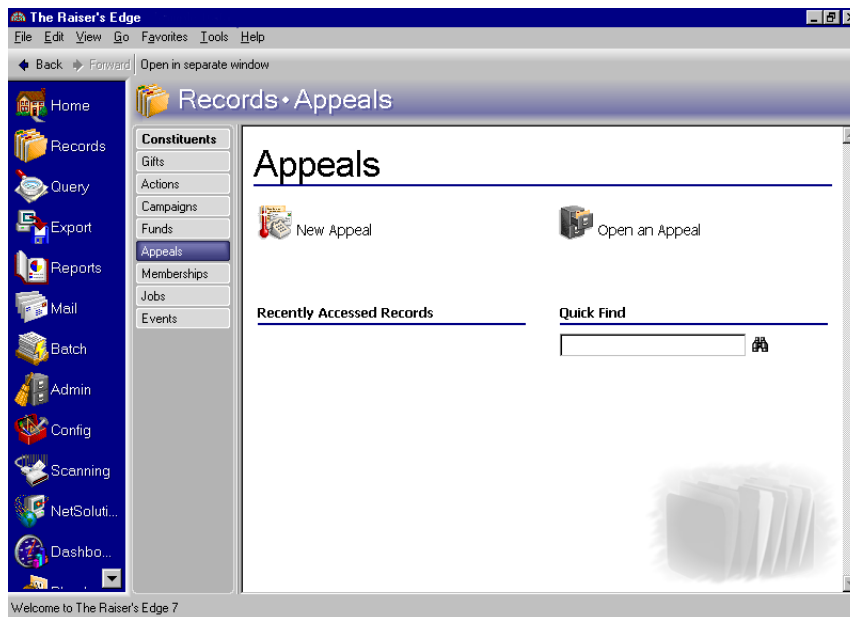 The Raiser's Edge
File Edit View Go Favorites Tools Help
Back Forward Open in separate window
Records • Appeals
Home
Records
Query
Export
Reports
Mail
Batch
Admin
Config
Scanning
NetSoluti...
Dashbo...
Constituents
Gifts
Actions
Campaigns
Funds
Appeals
Memberships
Jobs
Events
Appeals
New Appeal Open an Appeal
Recently Accessed Records Quick Find
Welcome to The Raiser's Edge 7